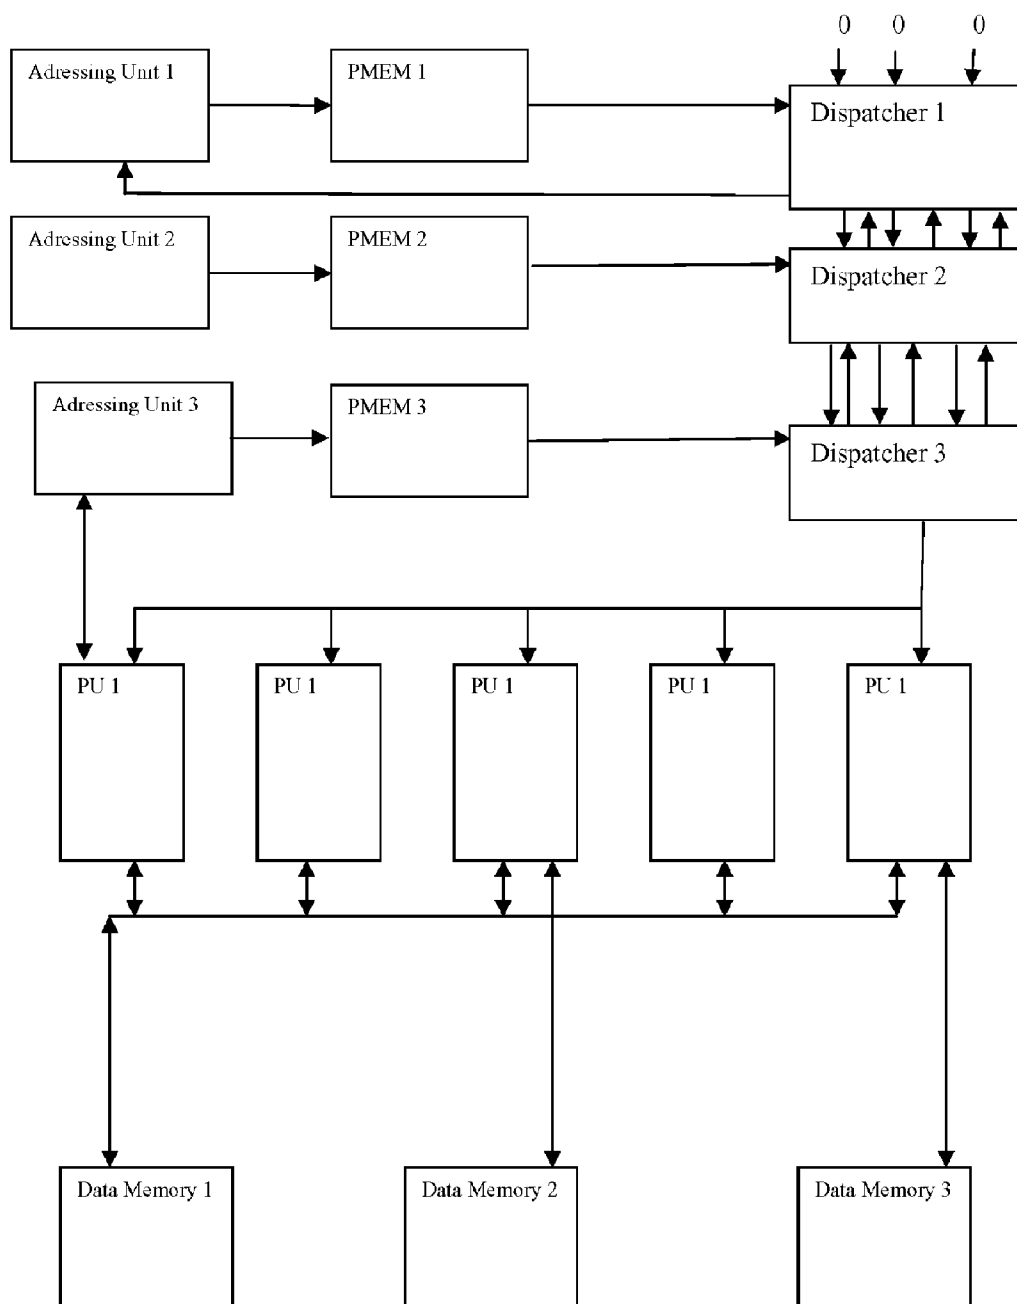 0 0 0
Adressing Unit 1
PMEM 1
Dispatcher 1
Adressing Unit 2
PMEM 2
Dispatcher 2
Adressing Unit 3
PMEM 3
Dispatcher 3
PU 1
PU 1
PU 1
PU 1
PU 1
Data Memory 1
Data Memory 2
Data Memory 3